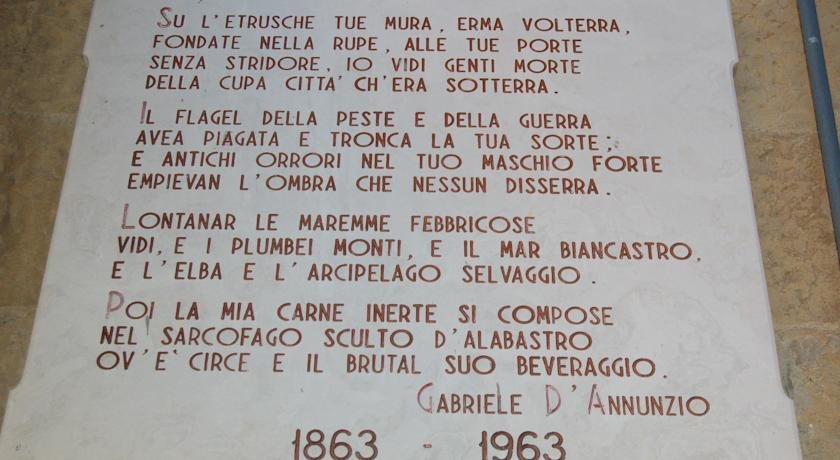 SU L'ETRUSCHE TUE MURA, ERMA VOLTERRA,
FONDATE NELLA RUPE, ALLE TUE PORTE
SENZA STRIDORE, IO VIDI GENTI MORTE
DELLA CUPA CITTA' CH'ERA SOTTERRA.
IL FLAGEL DELLA PESTE E DELLA GUERRA
AVEA PIAGATA E TRONCA LA TUA SORTE;
E ANTICHI ORRORI NEL TUO MASCHIO FORTE
EMPIEVAN L'OMBRA CHE NESSUN DISSERRA.
LONTANAR LE MAREMME FEBBRICOSE
VIDI, E I PLUMBEI MONTI, E IL MAR BIANCASTRO,
E L'ELBA E L'ARCIPELAGO SELVAGGIO.
POI LA MIA CARNE INERTE SI COMPOSE
NEL SARCOFAGO SCULTO D'ALABASTRO
OV'E' CIRCE E IL BRUTAL SUO BEVERAGGIO.
GABRIELE D'ANNUNZIO
1863 - 1963